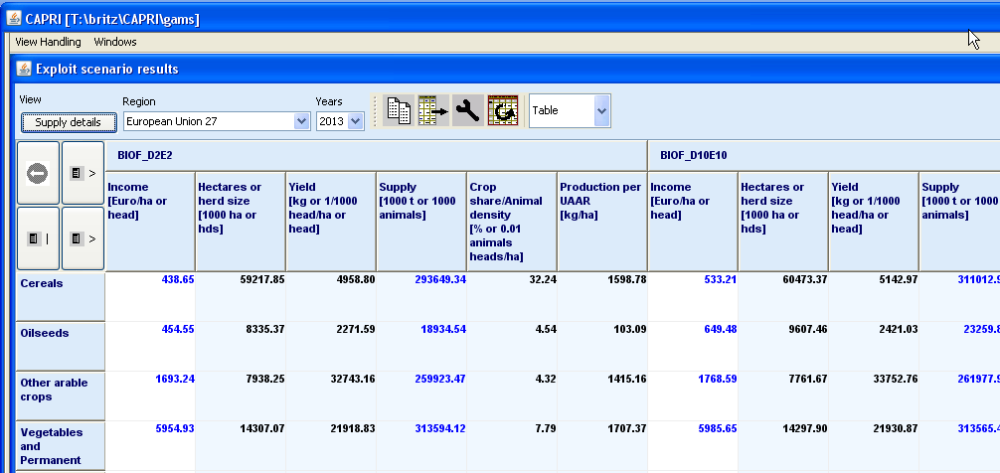 CAPRI [T:\britz\CAPRI\gams]
View Handling Windows
Exploit scenario results
View Region Years
Supply details European Union 27 2013 Table
BIOF_D2E2 BIOF_D10E10
Income [Euro/ha or head] Hectares or herd size [1000 ha or hds] Yield [kg or 1/1000 head/ha or head] Supply [1000 t or 1000 animals] Crop share/Animal density [% or 0.01 animals heads/ha] Production per UAAR [kg/ha] Income [Euro/ha or head] Hectares or herd size [1000 ha or hds] Yield [kg or 1/1000 head/ha or head] Supply [1000 t or 1000 animals]
Cereals 438.65 59217.85 4958.80 293649.34 32.24 1598.78 533.21 60473.37 5142.97 311012.9
Oilseeds 454.55 8335.37 2271.59 18934.54 4.54 103.09 649.48 9607.46 2421.03 23259.8
Other arable crops 1693.24 7938.25 32743.16 259923.47 4.32 1415.16 1768.59 7761.67 33752.76 261977.9
Vegetables and Permanent 5954.93 14307.07 21918.83 313594.12 7.79 1707.37 5985.65 14297.90 21930.87 313565.4